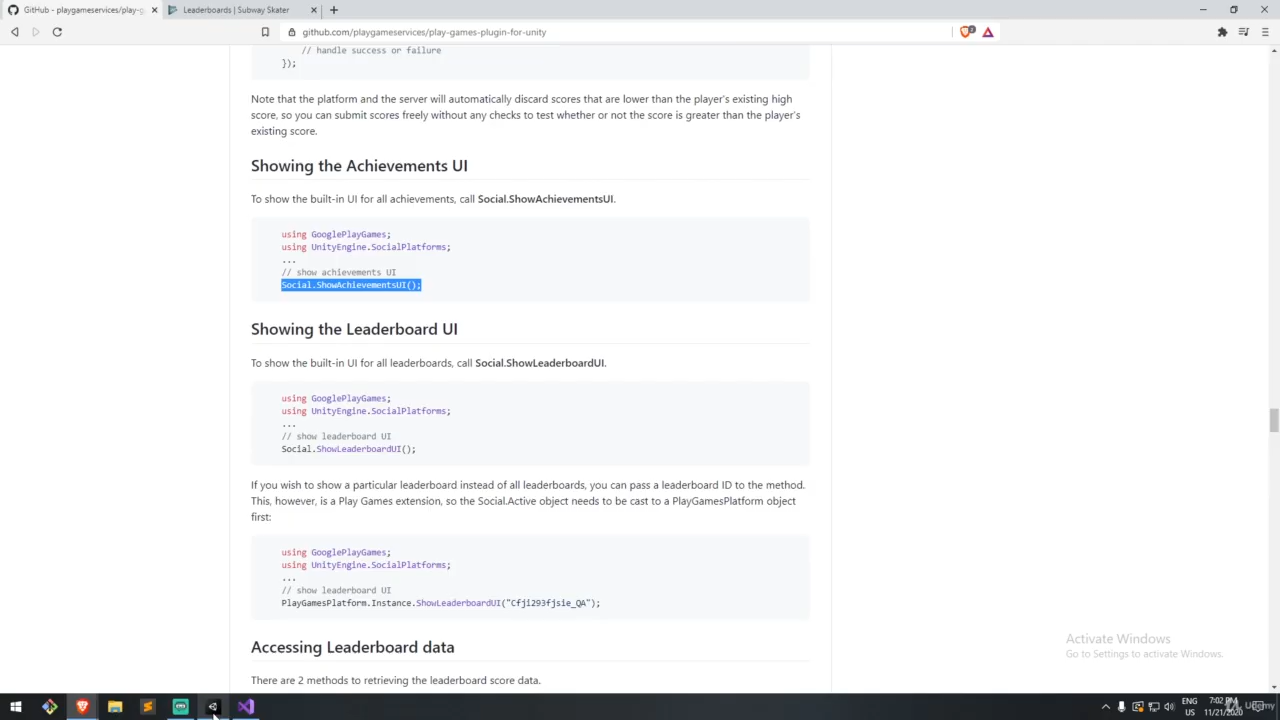 GitHub - playgameservices/play-ga
Leaderboards | Subway Skater
github.com/playgameservices/play-games-plugin-for-unity
// handle success or failure
});
Note that the platform and the server will automatically discard scores that are lower than the player's existing high
score, so you can submit scores freely without any checks to test whether or not the score is greater than the player's
existing score.
Showing the Achievements UI
To show the built-in UI for all achievements, call Social.ShowAchievementsUI.
using GooglePlayGames;
using UnityEngine.SocialPlatforms;
...
// show achievements UI
Social.ShowAchievementsUI();
Showing the Leaderboard UI
To show the built-in UI for all leaderboards, call Social.ShowLeaderboardUI.
using GooglePlayGames;
using UnityEngine.SocialPlatforms;
...
// show leaderboard UI
Social.ShowLeaderboardUI();
If you wish to show a particular leaderboard instead of all leaderboards, you can pass a leaderboard ID to the method.
This, however, is a Play Games extension, so the Social.Active object needs to be cast to a PlayGamesPlatform object
first:
using GooglePlayGames;
using UnityEngine.SocialPlatforms;
...
// show leaderboard UI
PlayGamesPlatform.Instance.ShowLeaderboardUI("Cfji293fjsie_QA");
Accessing Leaderboard data
There are 2 methods to retrieving the leaderboard score data.
Activate Windows
Go to Settings to activate Windows.
ENG
US
7:02 PM
11/21/2020
Udemy